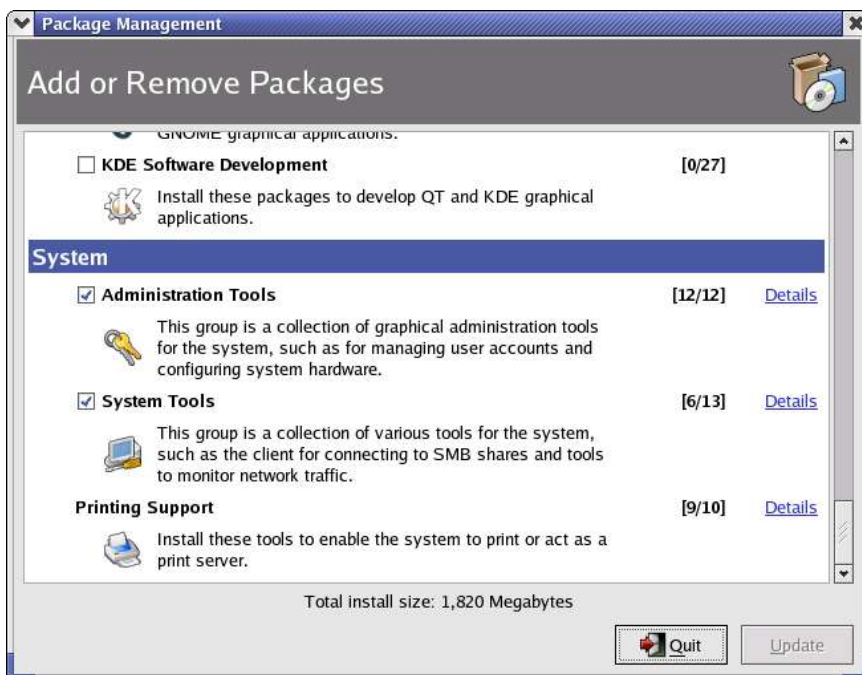 Package Management
Add or Remove Packages
GNOME graphical applications.
KDE Software Development [0/27]
Install these packages to develop QT and KDE graphical
applications.
System
Administration Tools [12/12] Details
This group is a collection of graphical administration tools
for the system, such as for managing user accounts and
configuring system hardware.
System Tools [6/13] Details
This group is a collection of various tools for the system,
such as the client for connecting to SMB shares and tools
to monitor network traffic.
Printing Support [9/10] Details
Install these tools to enable the system to print or act as a
print server.
Total install size: 1,820 Megabytes
Quit Update